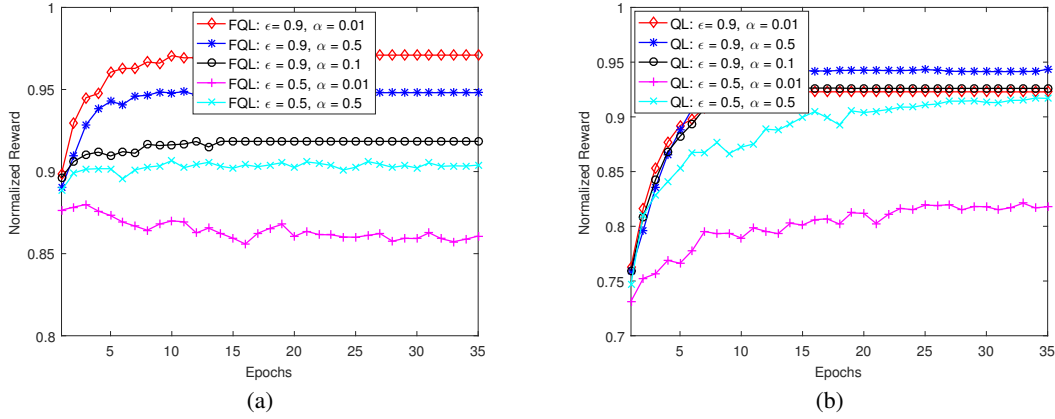 1
0.95
0.9
0.85
0.8
Normalized Reward
5
10
15
20
25
30
35
Epochs
FQL: ϵ= 0.9, α = 0.01
FQL: ϵ = 0.9, α = 0.5
FQL: ϵ = 0.9, α = 0.1
FQL: ϵ = 0.5, α = 0.01
FQL: ϵ = 0.5, α = 0.5
(a)
1
0.95
0.9
0.85
0.8
0.75
0.7
Normalized Reward
5
10
15
20
25
30
35
Epochs
QL: ϵ= 0.9, α = 0.01
QL: ϵ = 0.9, α = 0.5
QL: ϵ = 0.9, α = 0.1
QL: ϵ = 0.5, α = 0.01
QL: ϵ = 0.5, α = 0.5
(b)